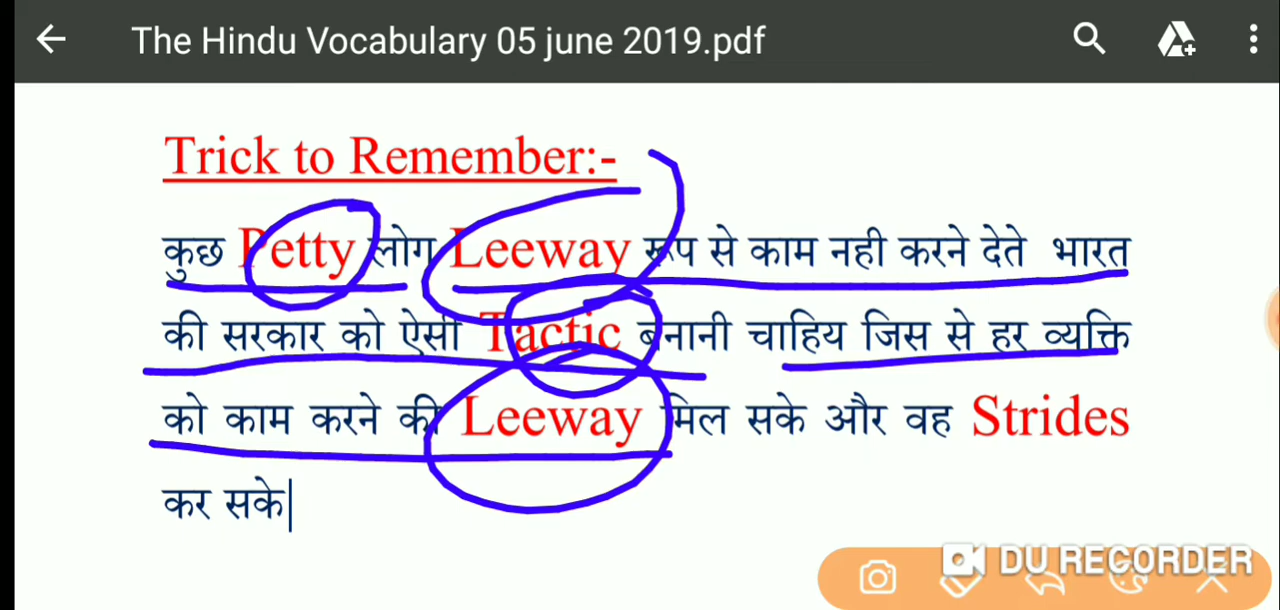 The Hindu Vocabulary 05 june 2019.pdf
Trick to Remember:-
कुछ Petty लोग Leeway रूप से काम नही करने देते भारत
की सरकार को ऐसी Tactic बनानी चाहिय जिस से हर व्यक्ति
को काम करने की Leeway मिल सके और वह Strides
कर सके|
DU RECORDER